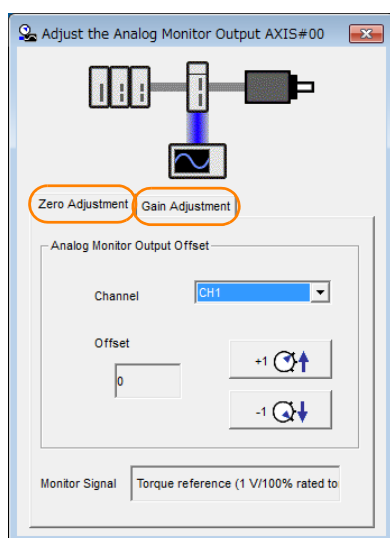 Adjust the Analog Monitor Output AXIS#00
Zero Adjustment
Gain Adjustment
Analog Monitor Output Offset
Channel
CH1
Offset
0
+1
-1
Monitor Signal
Torque reference (1 V/100% rated to